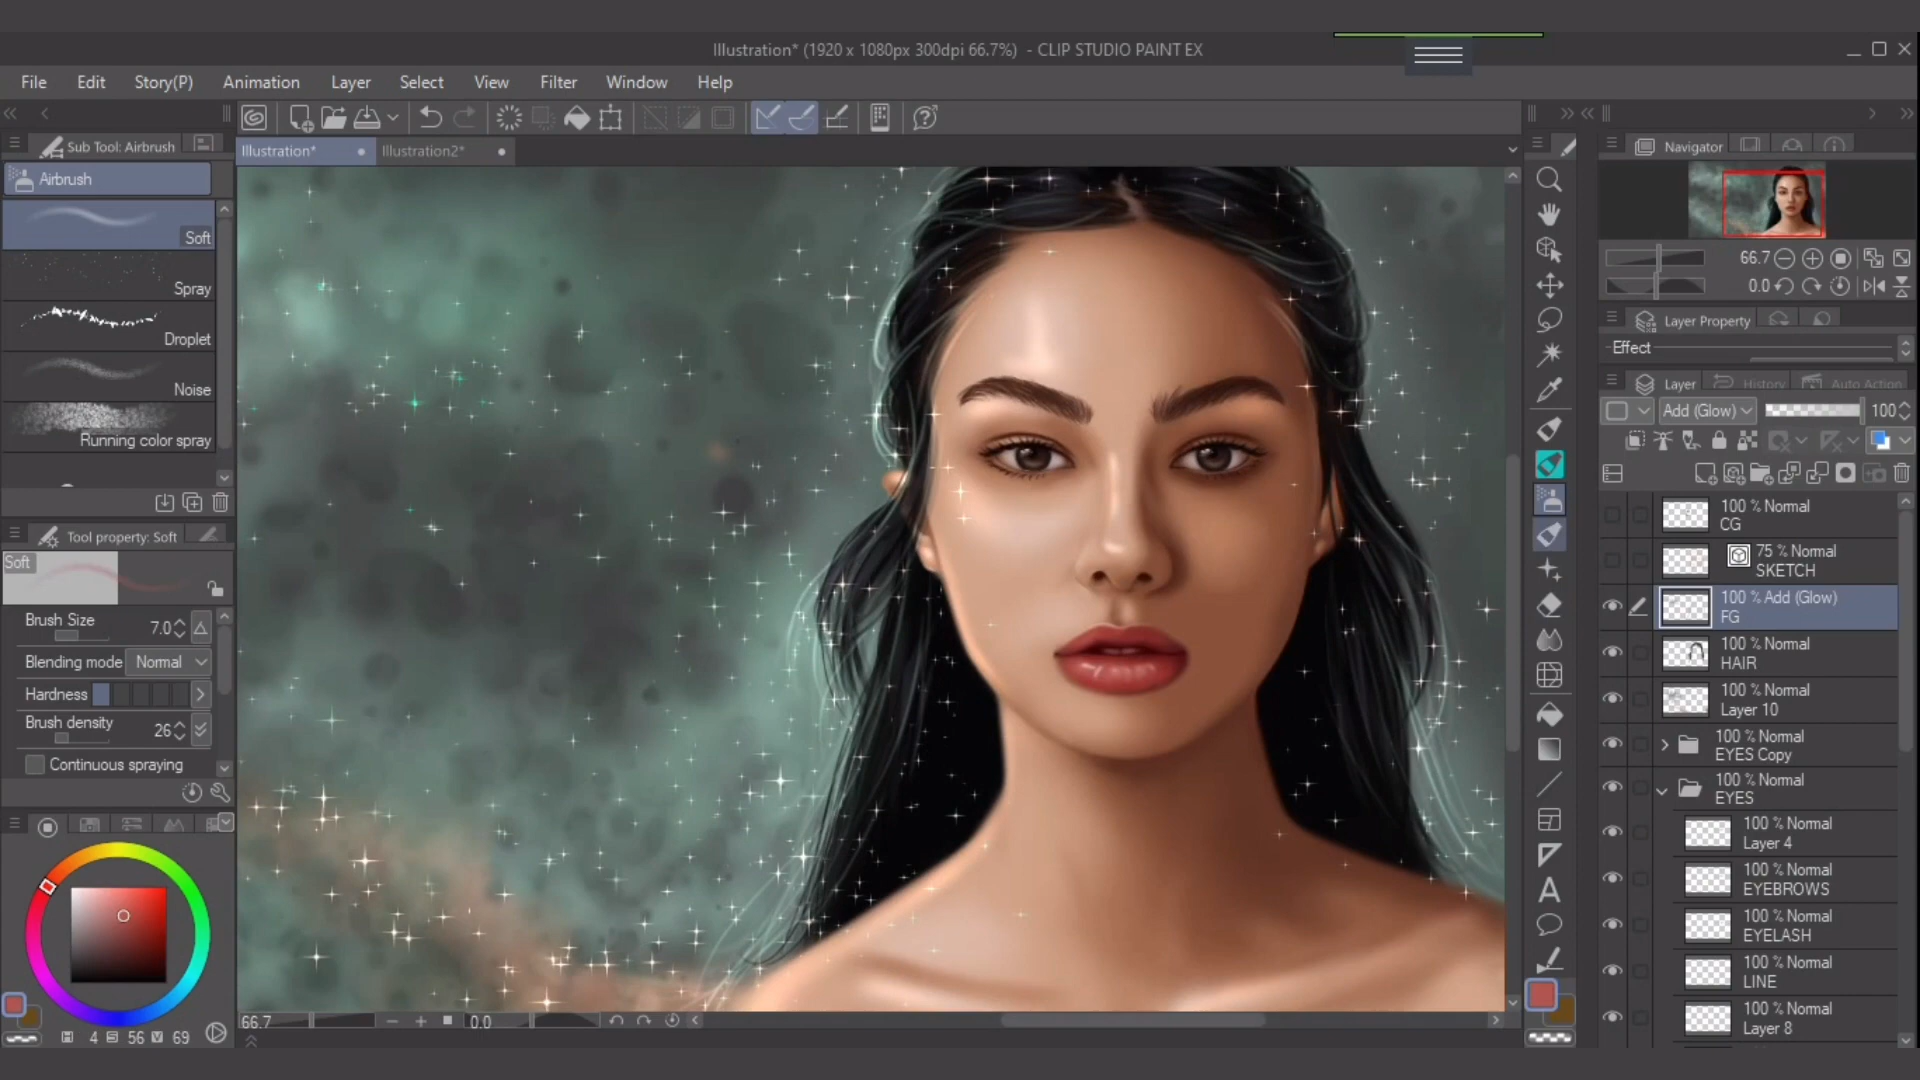 Illustration* (1920 x 1080px 300dpi 66.7%) - CLIP STUDIO PAINT EX
File Edit Story(P) Animation Layer Select View Filter Window Help
Sub Tool: Airbrush
Illustration* Illustration2*
Airbrush
Soft
Spray
Droplet
Noise
Running color spray
Tool property: Soft
Soft
Brush Size 7.0
Blending mode Normal
Hardness
Brush density 26
Continuous spraying
4 56 69
66.7 0.0
Navigator
66.7
0.0
Layer Property
Effect
Layer History Auto Action
Add (Glow) 100
100 % Normal
CG
75 % Normal
SKETCH
100 % Add (Glow)
FG
100 % Normal
HAIR
100 % Normal
Layer 10
100 % Normal
EYES Copy
100 % Normal
EYES
100 % Normal
Layer 4
100 % Normal
EYEBROWS
100 % Normal
EYELASH
100 % Normal
LINE
100 % Normal
Layer 8